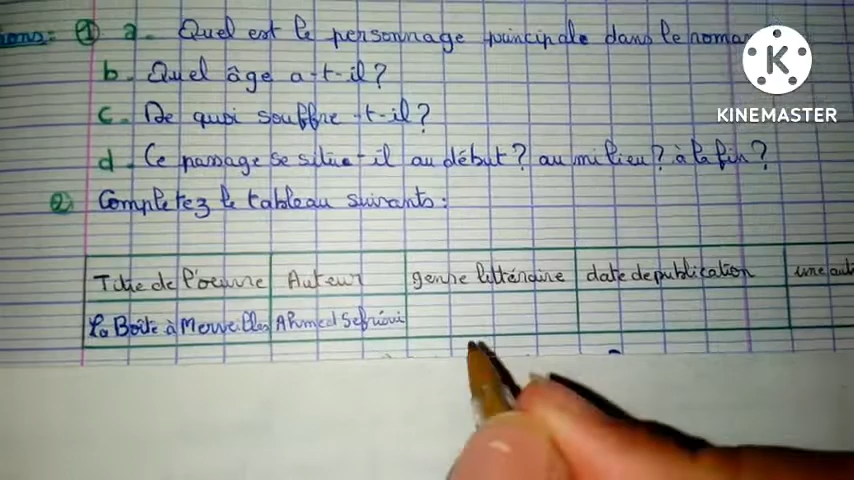 ions: ① a. Quel est le personnage principale dans le roman
b. Quel âge a-t-il?
c. De quoi souffre-t-il?
d. Ce passage se situe-il au début? au milieu? à la fin?
② Completez le tableau suivants:
Titre de l'oeuvre Auteur genre littéraire date de publication une aut
La Boîte à Merveilles Ahmed Sefrioui
KINEMASTER